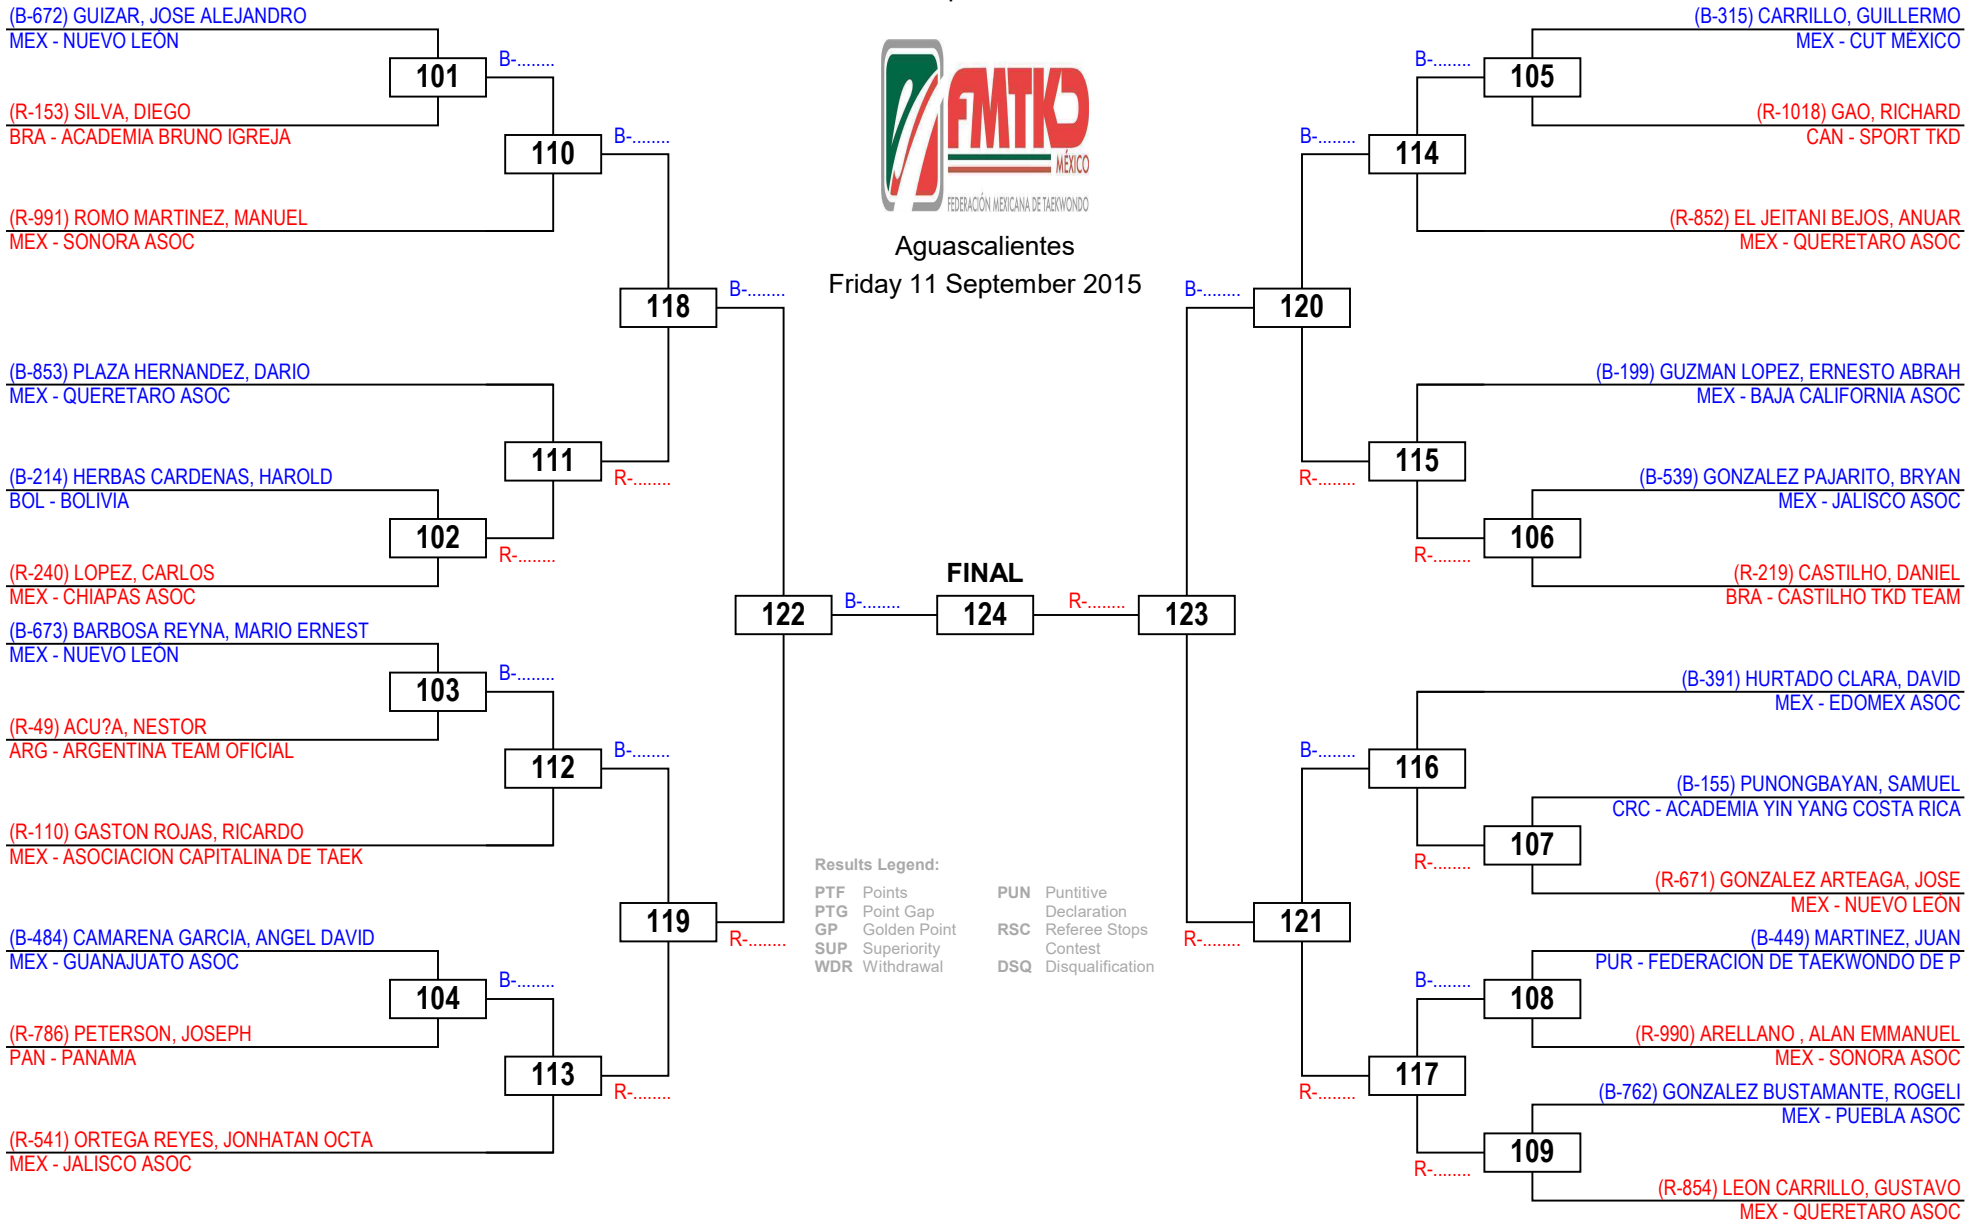 (B-672) GUIZAR, JOSE ALEJANDRO
MEX - NUEVO LEÓN
101
B-........
(R-153) SILVA, DIEGO
BRA - ACADEMIA BRUNO IGREJA
110
B-........
(R-991) ROMO MARTINEZ, MANUEL
MEX - SONORA ASOC
118
B-........
(B-853) PLAZA HERNANDEZ, DARIO
MEX - QUERETARO ASOC
111
R-........
(B-214) HERBAS CARDENAS, HAROLD
BOL - BOLIVIA
102
R-........
(R-240) LOPEZ, CARLOS
MEX - CHIAPAS ASOC
122
B-........
(B-673) BARBOSA REYNA, MARIO ERNEST
MEX - NUEVO LEÓN
103
B-........
(R-49) ACU?A, NESTOR
ARG - ARGENTINA TEAM OFICIAL
112
B-........
(R-110) GASTON ROJAS, RICARDO
MEX - ASOCIACION CAPITALINA DE TAEK
119
R-........
(B-484) CAMARENA GARCIA, ANGEL DAVID
MEX - GUANAJUATO ASOC
104
B-........
(R-786) PETERSON, JOSEPH
PAN - PANAMA
113
R-........
(R-541) ORTEGA REYES, JONHATAN OCTA
MEX - JALISCO ASOC
FMTKD
MÉXICO
FEDERACIÓN MEXICANA DE TAEKWONDO
Aguascalientes
Friday 11 September 2015
FINAL
124
Results Legend:
PTF Points
PTG Point Gap
GP Golden Point
SUP Superiority
WDR Withdrawal
PUN Puntitive
Declaration
RSC Referee Stops
Contest
DSQ Disqualification
(B-315) CARRILLO, GUILLERMO
MEX - CUT MÉXICO
B-........
105
(R-1018) GAO, RICHARD
CAN - SPORT TKD
B-........
114
(R-852) EL JEITANI BEJOS, ANUAR
MEX - QUERETARO ASOC
B-........
120
(B-199) GUZMAN LOPEZ, ERNESTO ABRAH
MEX - BAJA CALIFORNIA ASOC
115
R-........
(B-539) GONZALEZ PAJARITO, BRYAN
MEX - JALISCO ASOC
106
R-........
(R-219) CASTILHO, DANIEL
BRA - CASTILHO TKD TEAM
R-........
123
(B-391) HURTADO CLARA, DAVID
MEX - EDOMEX ASOC
B-........
116
(B-155) PUNONGBAYAN, SAMUEL
CRC - ACADEMIA YIN YANG COSTA RICA
107
R-........
(R-671) GONZALEZ ARTEAGA, JOSE
MEX - NUEVO LEÓN
121
R-........
(B-449) MARTINEZ, JUAN
PUR - FEDERACION DE TAEKWONDO DE P
B-........
108
(R-990) ARELLANO , ALAN EMMANUEL
MEX - SONORA ASOC
117
R-........
(B-762) GONZALEZ BUSTAMANTE, ROGELI
MEX - PUEBLA ASOC
109
R-........
(R-854) LEON CARRILLO, GUSTAVO
MEX - QUERETARO ASOC